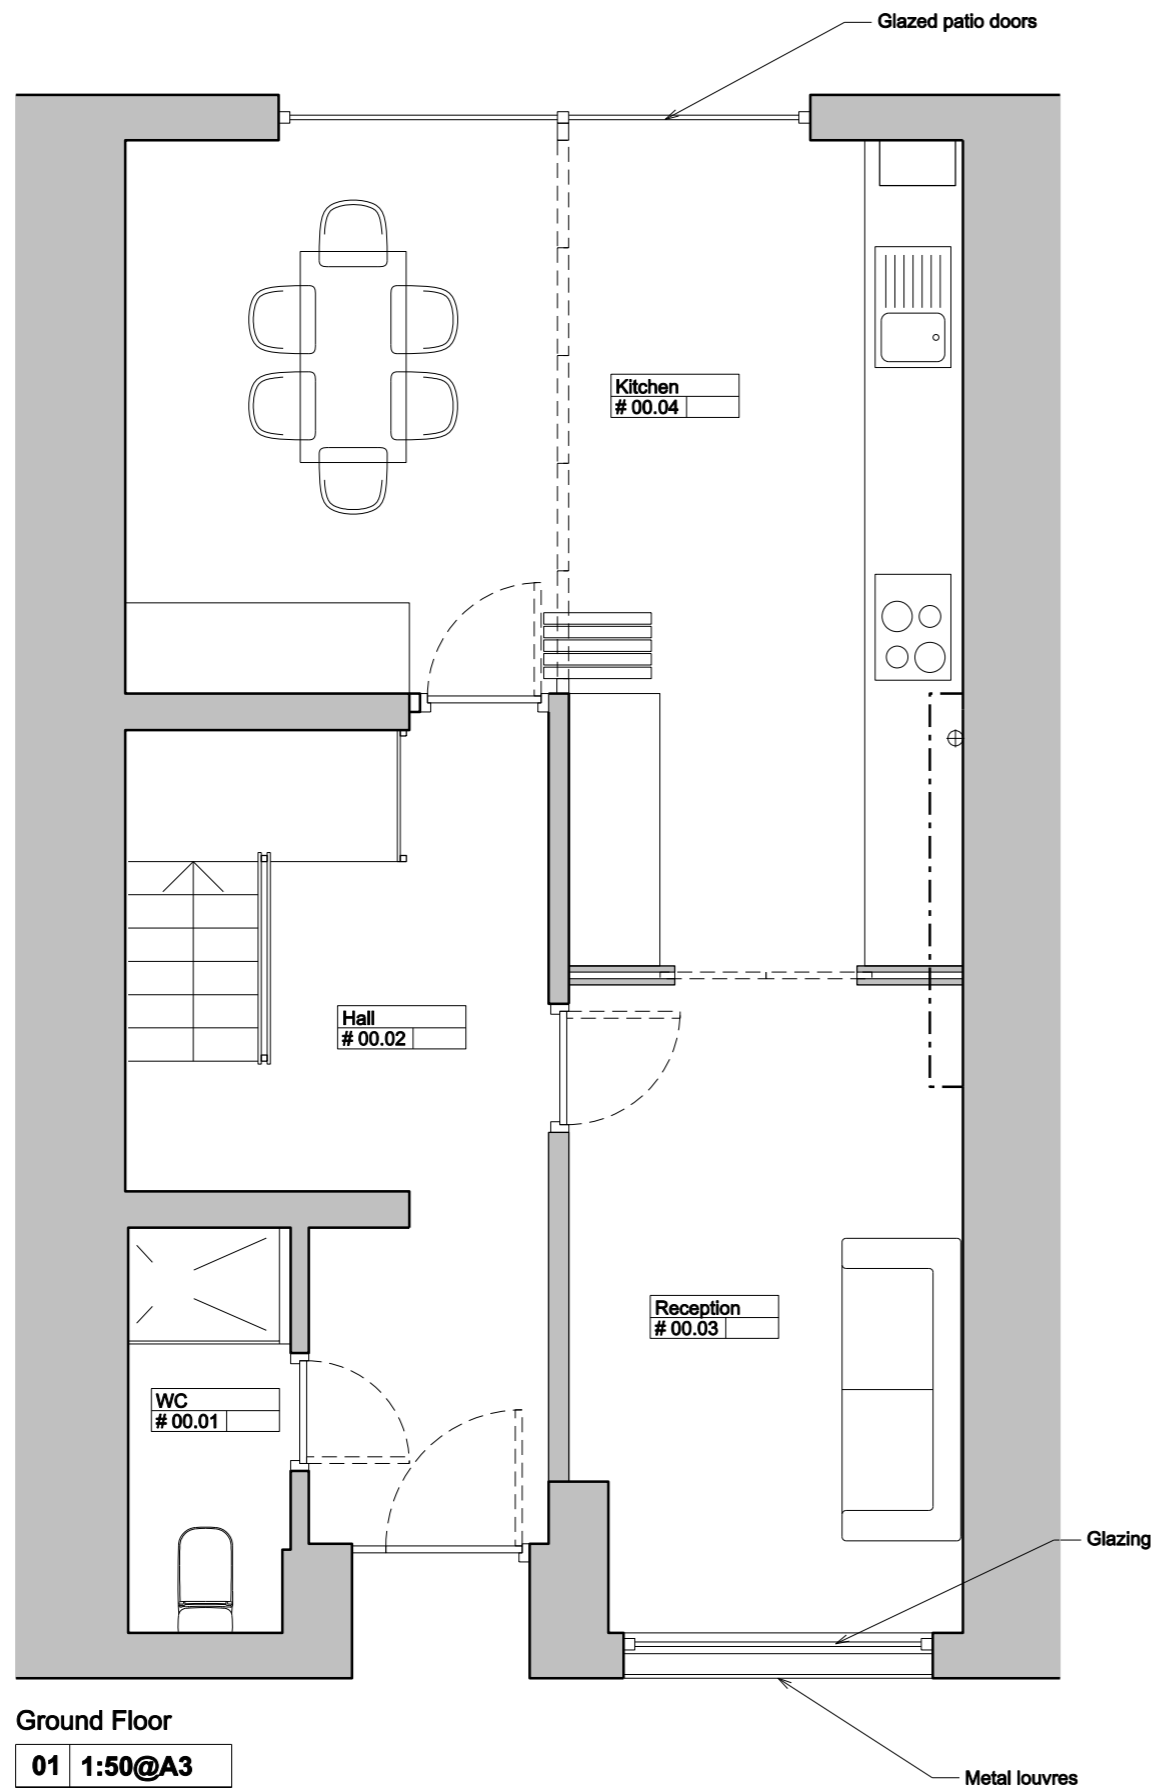 Glazed patio doors
Kitchen
# 00.04
Hall
# 00.02
Reception
# 00.03
WC
# 00.01
Glazing
Ground Floor
01 1:50@A3
Metal louvres